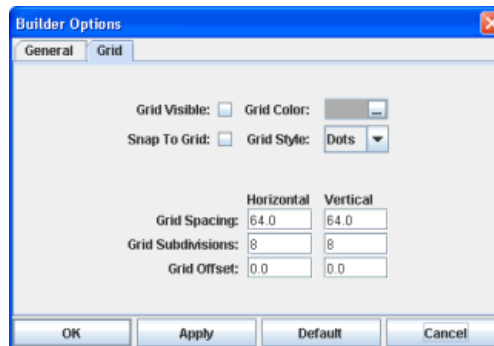 Builder Options
General Grid
Grid Visible: Grid Color: ...
Snap To Grid: Grid Style: Dots
Horizontal Vertical
Grid Spacing: 64.0 64.0
Grid Subdivisions: 8 8
Grid Offset: 0.0 0.0
OK Apply Default Cancel